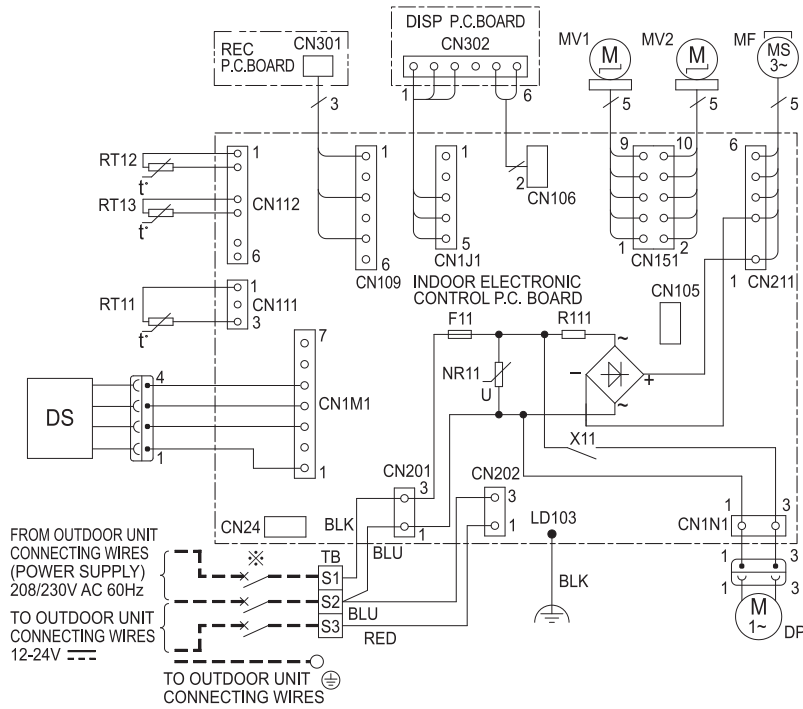 DISP P.C.BOARD
CN302
REC
P.C.BOARD
CN301
MV1
M
MV2
M
MF
MS
3~
1
6
3
5
5
5
RT12
t°
RT13
t°
1
CN112
6
1
6
CN109
1
5
CN1J1
2
CN106
9
10
1
2
CN151
6
1
CN211
RT11
t°
1
CN111
3
INDOOR ELECTRONIC
CONTROL P.C. BOARD
CN105
F11
R111
NR11
U
~
−
+
~
7
CN1M1
1
DS
4
1
X11
CN201
3
1
CN202
3
1
CN24
BLK
BLU
LD103
BLK
CN1N1
1
3
1
3
1
3
M
1~
DP
FROM OUTDOOR UNIT
CONNECTING WIRES
(POWER SUPPLY)
208/230V AC 60Hz
※
TB
S1
S2
S3
BLU
RED
TO OUTDOOR UNIT
CONNECTING WIRES
12-24V
TO OUTDOOR UNIT
CONNECTING WIRES